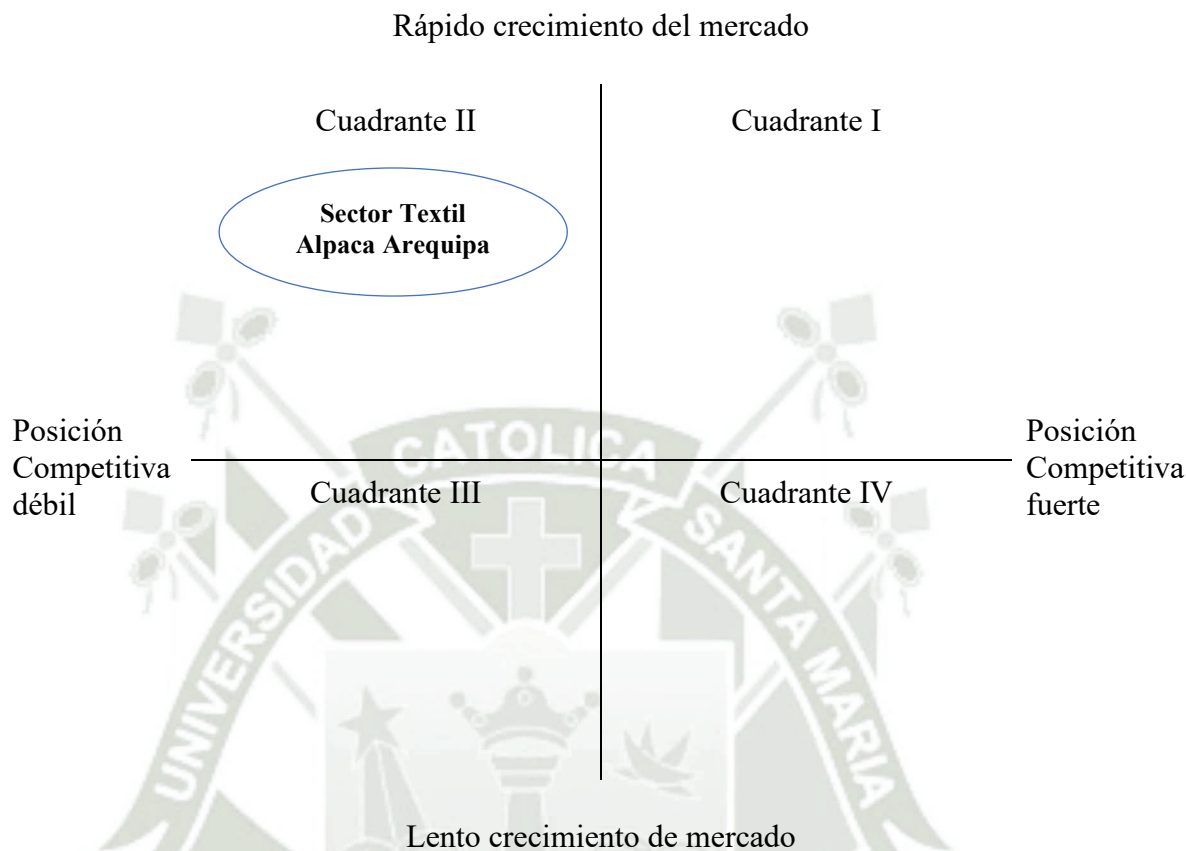 Rápido crecimiento del mercado
Cuadrante II
Cuadrante I
Sector Textil
Alpaca Arequipa
Posición
Competitiva
débil
Posición
Competitiva
fuerte
Cuadrante III
Cuadrante IV
CATOLICA
UNIVERSIDAD
SANTA MARIA
Lento crecimiento de mercado